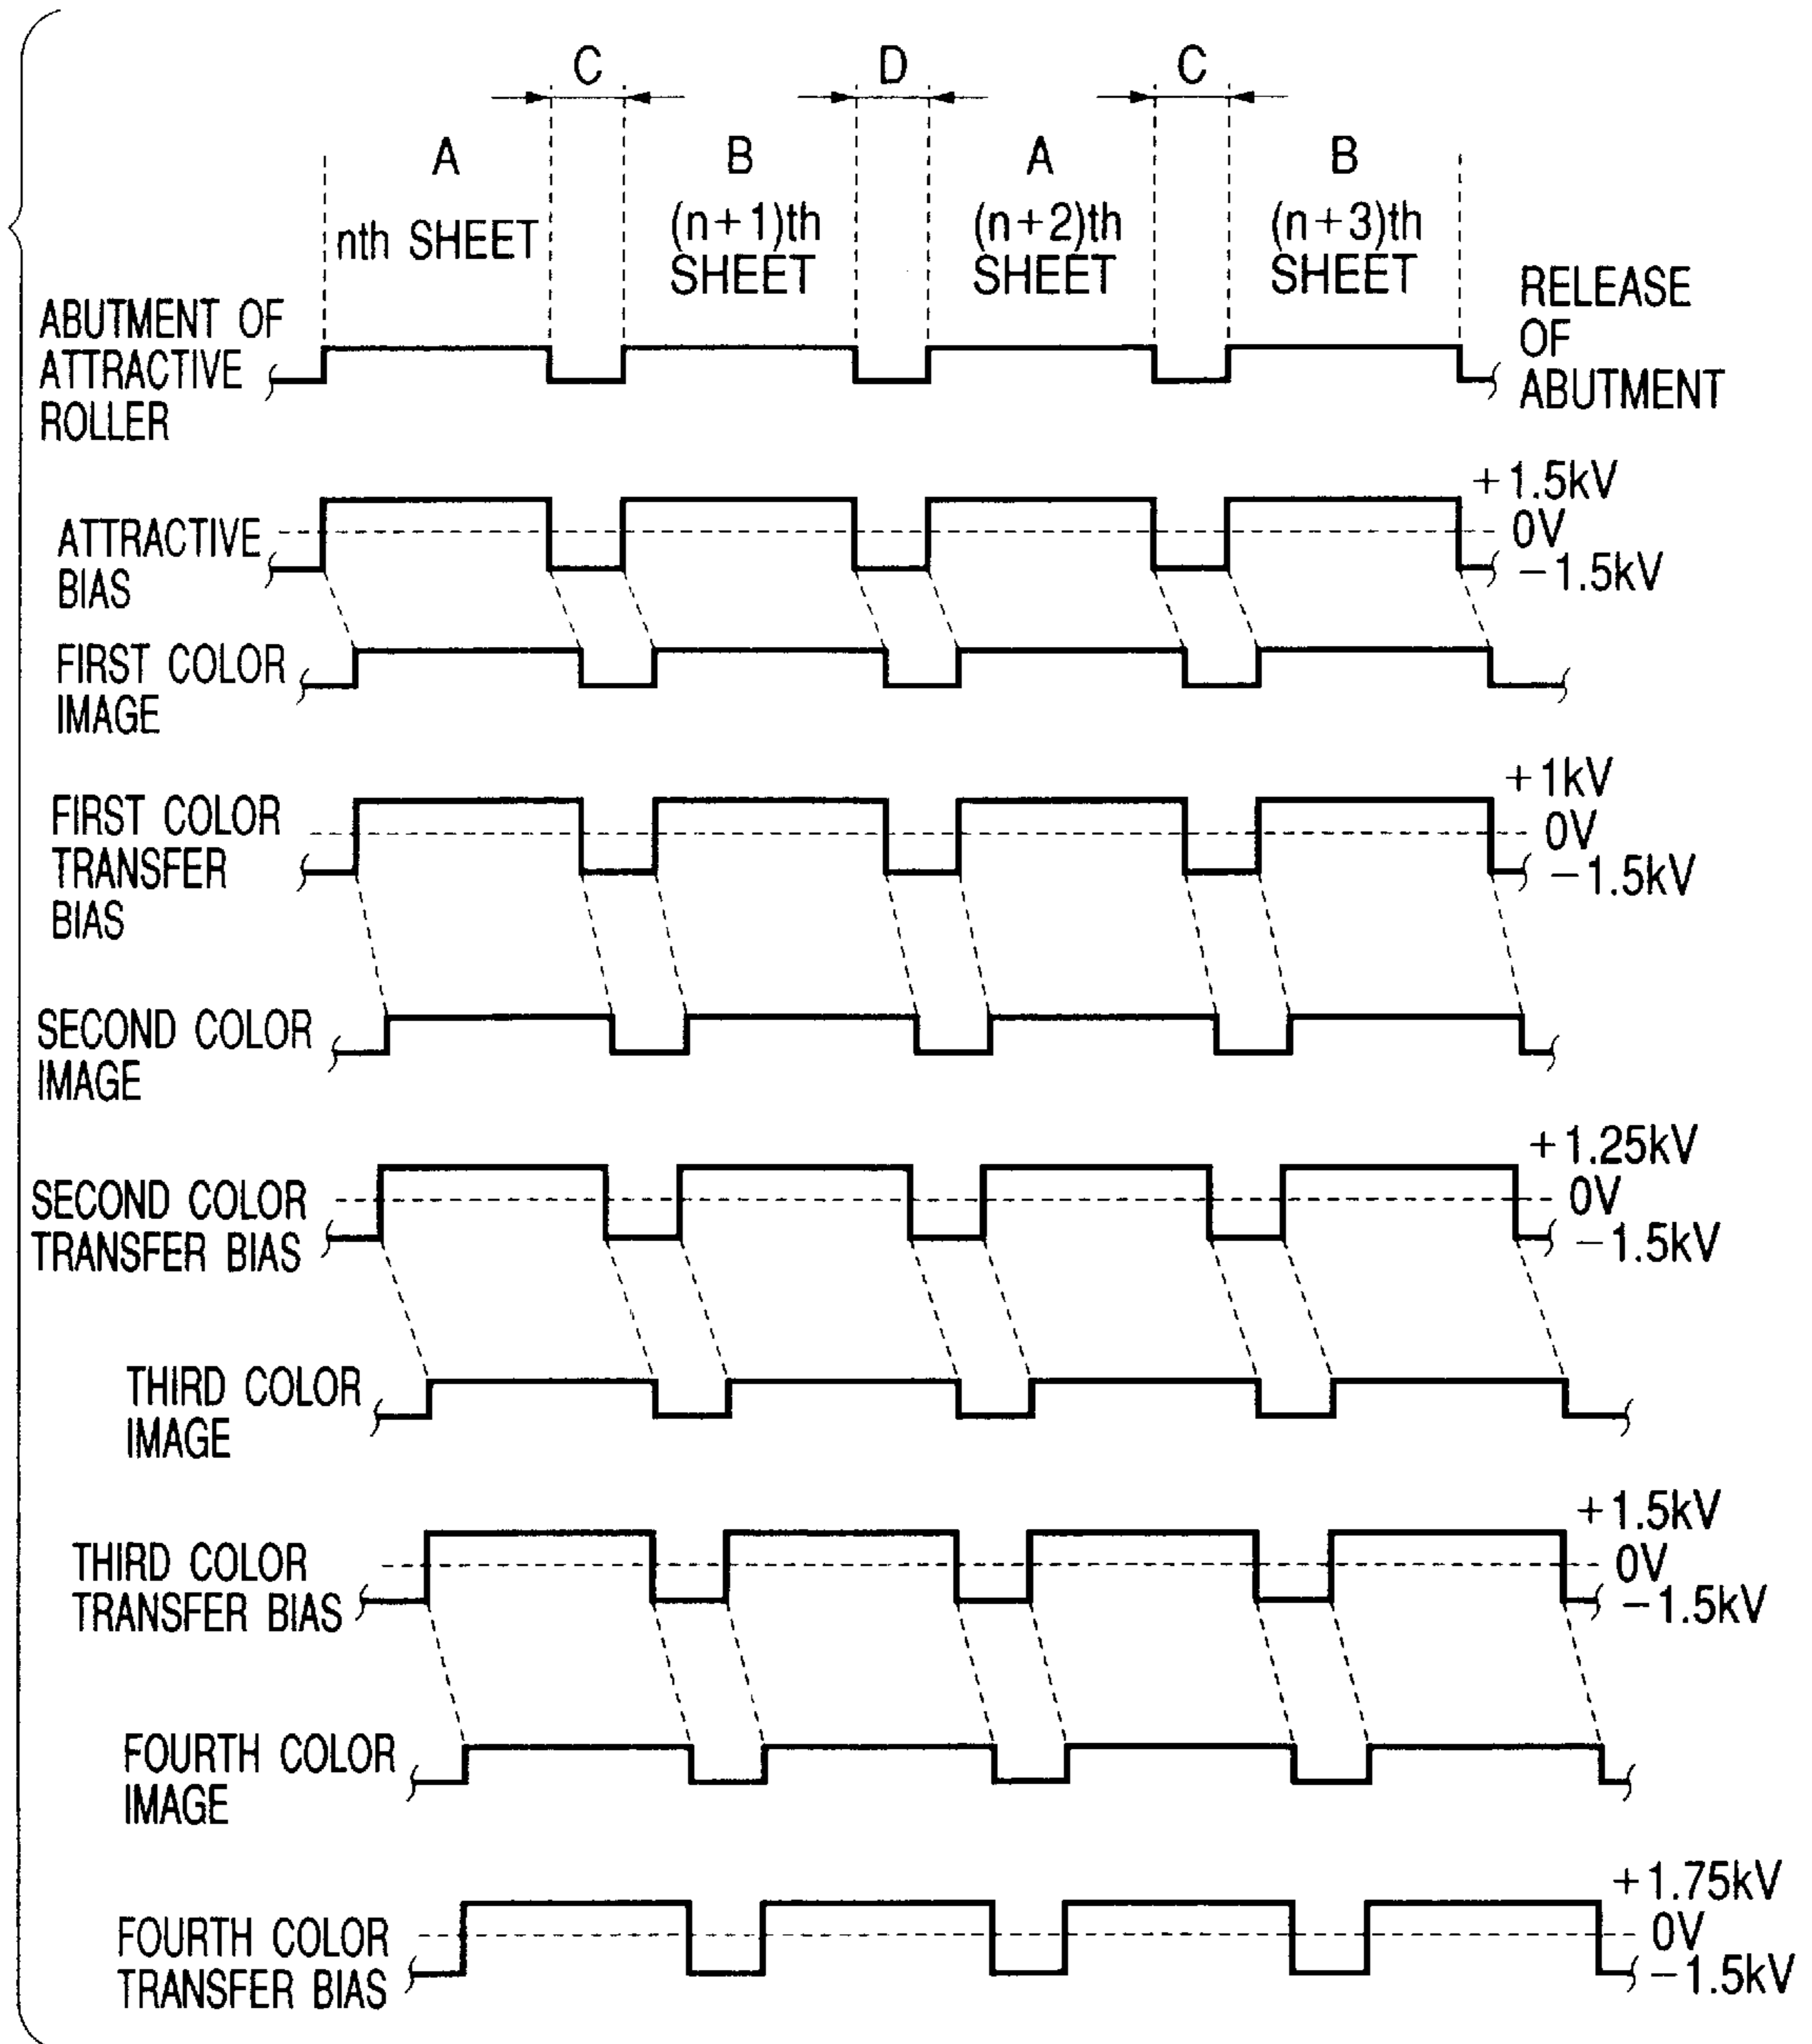 C D C
A B A B
nth SHEET (n+1)th (n+2)th (n+3)th
SHEET SHEET SHEET
ABUTMENT OF
ATTRACTIVE
ROLLER
RELEASE
OF
ABUTMENT
ATTRACTIVE
BIAS
+1.5kV
0V
−1.5kV
FIRST COLOR
IMAGE
FIRST COLOR
TRANSFER
BIAS
+1kV
0V
−1.5kV
SECOND COLOR
IMAGE
SECOND COLOR
TRANSFER BIAS
+1.25kV
0V
−1.5kV
THIRD COLOR
IMAGE
THIRD COLOR
TRANSFER BIAS
+1.5kV
0V
−1.5kV
FOURTH COLOR
IMAGE
FOURTH COLOR
TRANSFER BIAS
+1.75kV
0V
−1.5kV